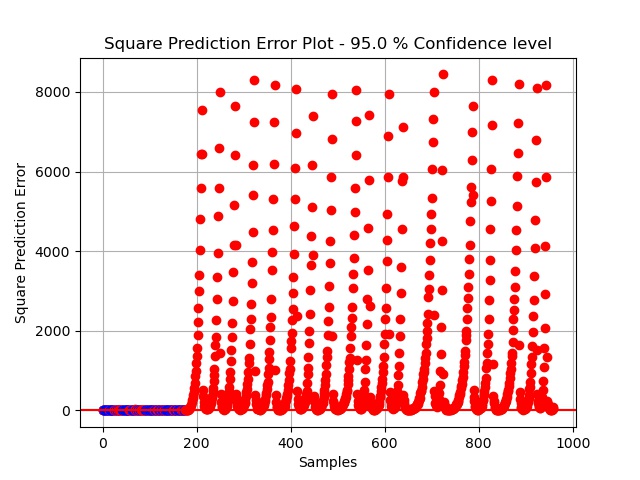 Square Prediction Error Plot - 95.0 % Confidence level
8000
6000
4000
2000
0
Square Prediction Error
0 200 400 600 800 1000
Samples